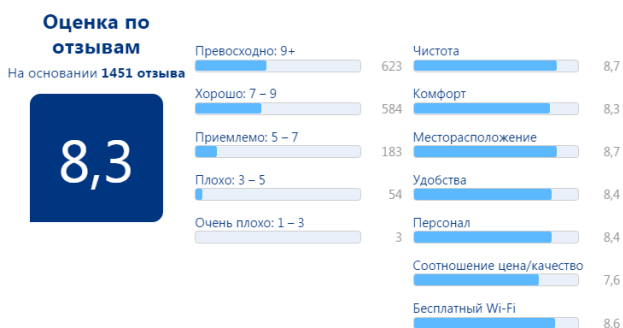 Оценка по
отзывам
На основании 1451 отзыва
8,3
Превосходно: 9+
623
Хорошо: 7 – 9
584
Приемлемо: 5 – 7
183
Плохо: 3 – 5
54
Очень плохо: 1 – 3
3
Чистота
8,7
Комфорт
8,3
Месторасположение
8,7
Удобства
8,4
Персонал
8,4
Соотношение цена/качество
7,6
Бесплатный Wi-Fi
8,6